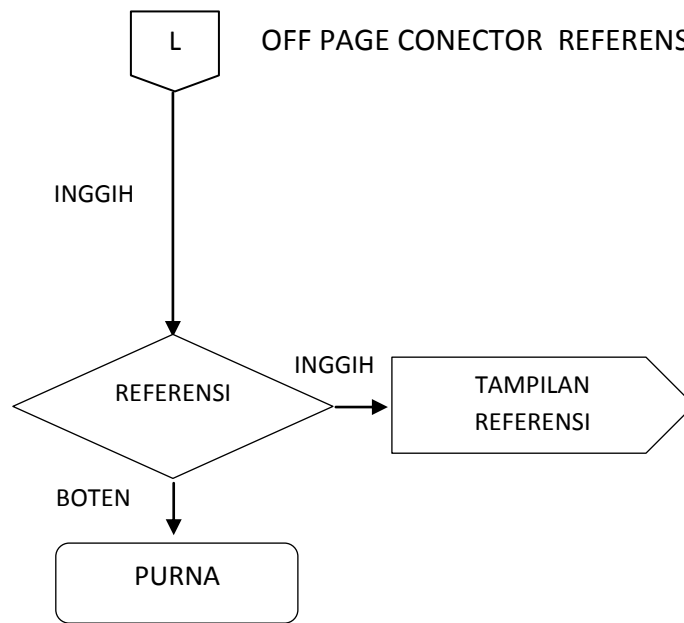 L
OFF PAGE CONECTOR REFERENS
INGGIH
INGGIH
REFERENSI
TAMPILAN
REFERENSI
BOTEN
PURNA